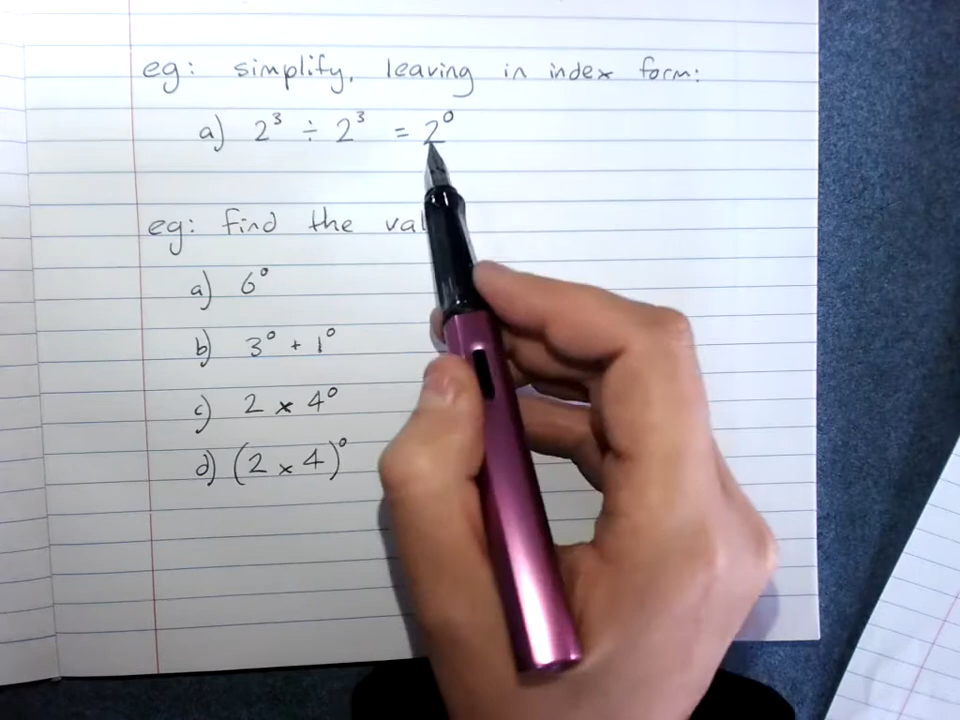 eg: simplify, leaving in index form:
a) 2³ ÷ 2³ = 2⁰
eg: find the
a) 6⁰
b) 3⁰ + 1⁰
c) 2 × 4⁰
d) (2 × 4)⁰